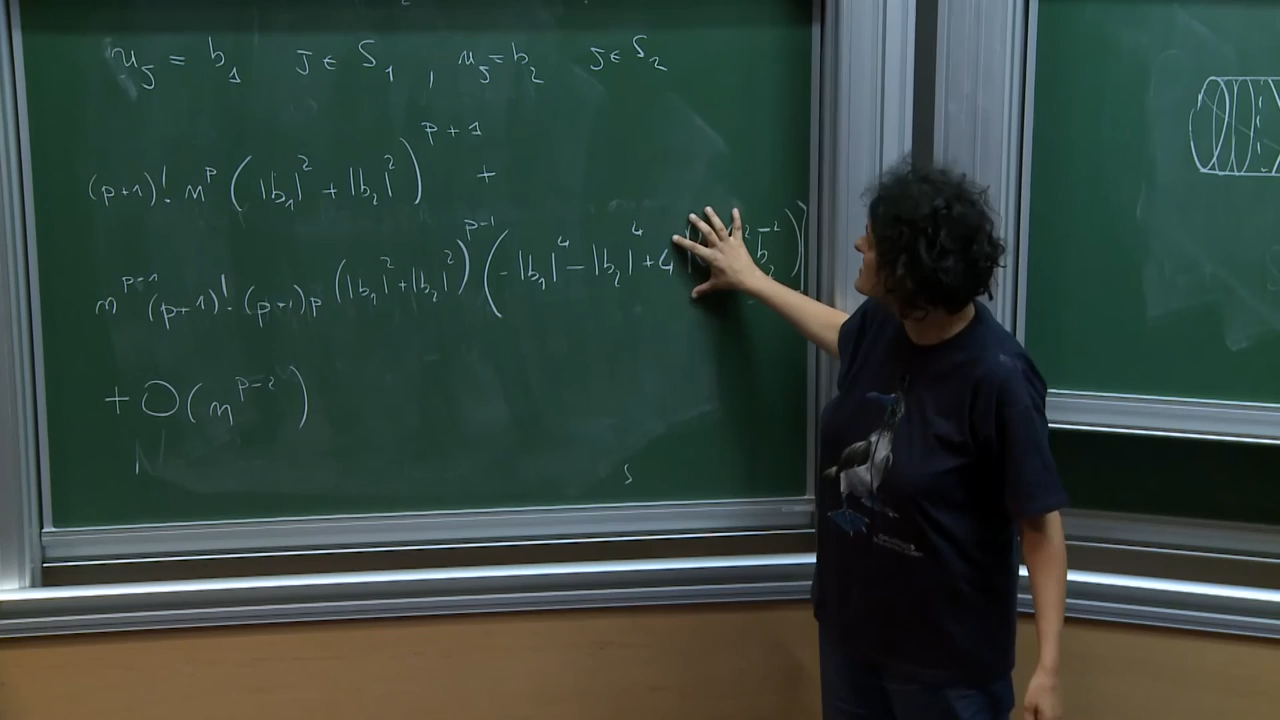 u_j = b_1 j ∈ S_1 , u_j = b_2 j ∈ S_2
(p+1)! n^p (|b_1|^2 + |b_2|^2)^{p+1} +
n^{p-1} (p+1)! · (p+1)p (|b_1|^2 + |b_2|^2)^{p-1} (-|b_1|^4 - |b_2|^4 + 4
+ O(n^{p-2})